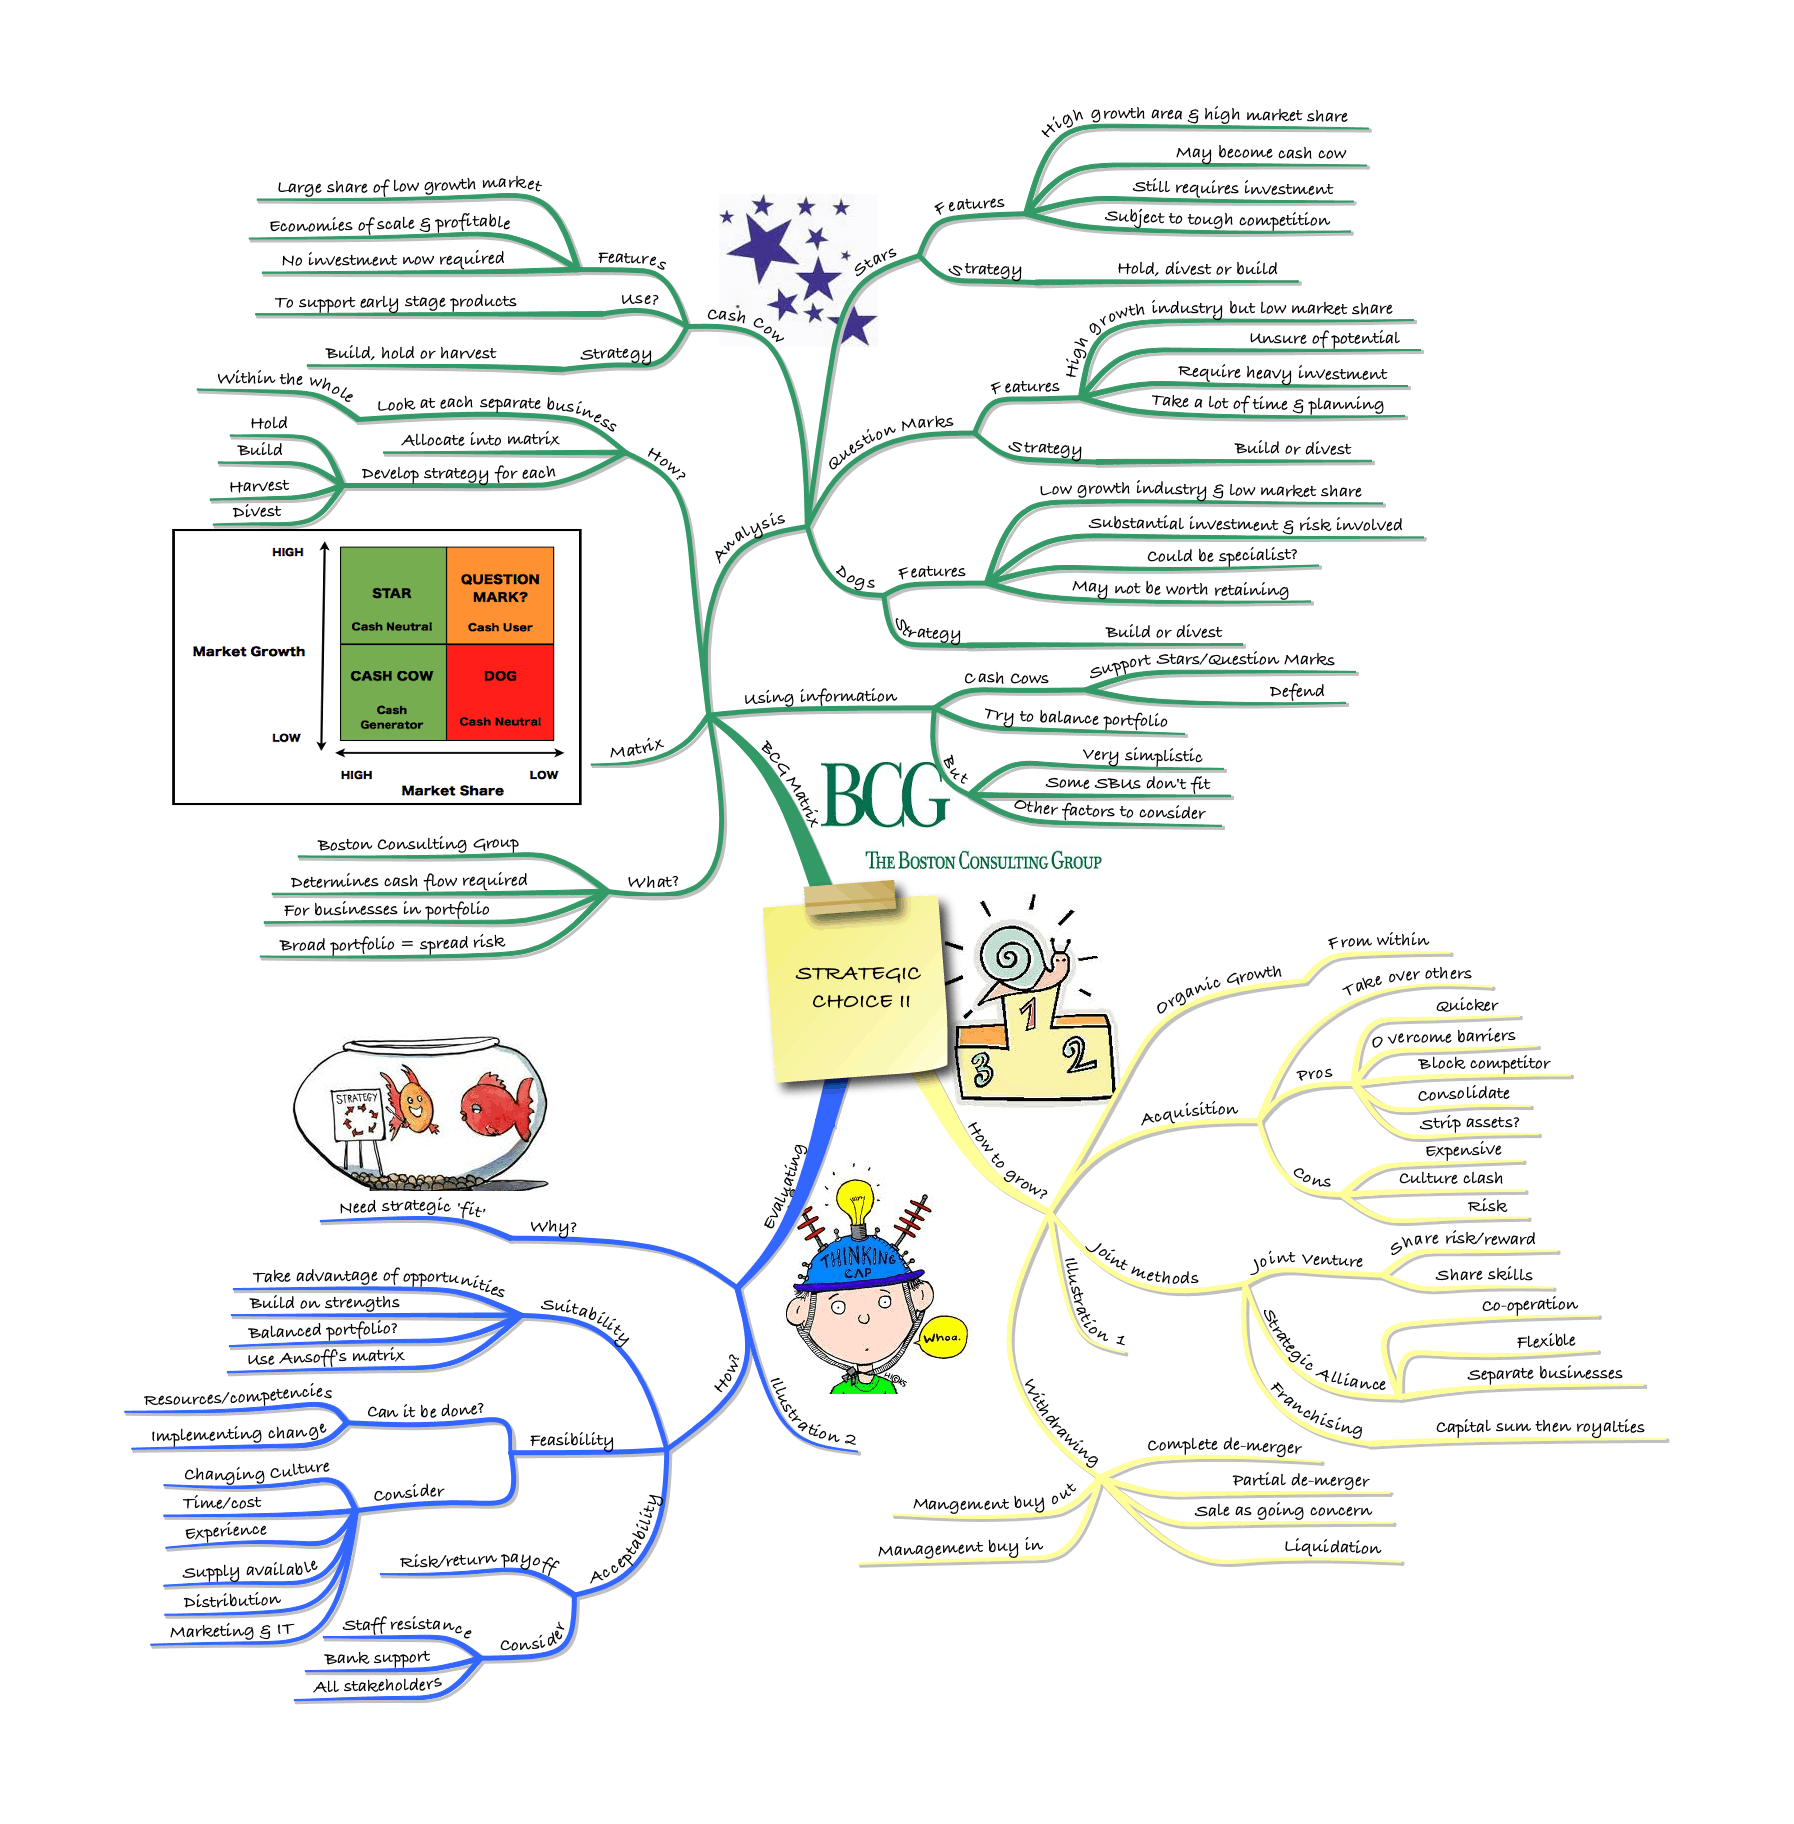 STRATEGIC
CHOICE II
BCG Matrix
BCG
THE BOSTON CONSULTING GROUP
What?
Boston Consulting Group
Determines cash flow required
For businesses in portfolio
Broad portfolio = spread risk
Matrix
HIGH
Market Growth
LOW
STAR
Cash Neutral
QUESTION
MARK?
Cash User
CASH COW
Cash
Generator
DOG
Cash Neutral
HIGH
LOW
Market Share
How?
Look at each separate business
Within the whole
Allocate into matrix
Develop strategy for each
Hold
Build
Harvest
Divest
Analysis
Cash Cow
Features
Large share of low growth market
Economies of scale & profitable
No investment now required
Use?
To support early stage products
Strategy
Build, hold or harvest
Stars
Features
High growth area & high market share
May become cash cow
Still requires investment
Subject to tough competition
Strategy
Hold, divest or build
Question Marks
Features
High growth industry but low market share
Unsure of potential
Require heavy investment
Take a lot of time & planning
Strategy
Build or divest
Dogs
Features
Low growth industry & low market share
Substantial investment & risk involved
Could be specialist?
May not be worth retaining
Strategy
Build or divest
Using information
Cash Cows
Support Stars/Question Marks
Defend
Try to balance portfolio
But
Very simplistic
Some SBUs don't fit
Other factors to consider
1
2
3
How to grow?
Organic Growth
From within
Acquisition
Take over others
Pros
Quicker
Overcome barriers
Block competitor
Consolidate
Strip assets?
Cons
Expensive
Culture clash
Risk
Joint methods
Joint Venture
Share risk/reward
Share skills
Strategic Alliance
Co-operation
Flexible
Separate businesses
Franchising
Capital sum then royalties
Illustration 1
Withdrawing
Complete de-merger
Partial de-merger
Sale as going concern
Liquidation
Mangement buy out
Management buy in
Evaluating
STRATEGY
THINKING
CAP
Whoa.
HICKS
Why?
Need strategic 'fit'
How?
Suitability
Take advantage of opportunities
Build on strengths
Balanced portfolio?
Use Ansoff's matrix
Feasibility
Can it be done?
Resources/competencies
Implementing change
Consider
Changing Culture
Time/cost
Experience
Supply available
Distribution
Marketing & IT
Acceptability
Risk/return payoff
Consider
Staff resistance
Bank support
All stakeholders
Illustration 2